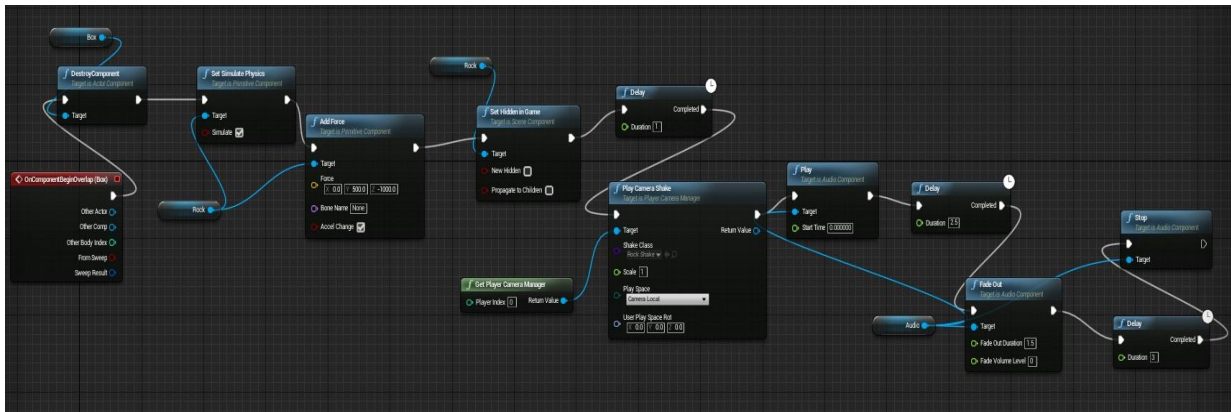 Box
DestroyComponent
Target is Actor Component
Target
OnComponentBeginOverlap (Box)
Other Actor
Other Comp
Other Body Index
From Sweep
Sweep Result
Set Simulate Physics
Target is Primitive Component
Target
Simulate
Rock
Add Force
Target is Primitive Component
Target
Force
X 0.0 Y 500.0 Z -1000.0
Bone Name None
Accel Change
Rock
Set Hidden in Game
Target is Scene Component
Target
New Hidden
Propagate to Children
Delay
Completed
Duration 1
Get Player Camera Manager
Player Index 0 Return Value
Play Camera Shake
Target is Player Camera Manager
Target Return Value
Shake Class
Rock Shake
Scale 1
Play Space
Camera Local
User Play Space Rot
X 0.0 Y 0.0 Z 0.0
Play
Target is Audio Component
Target
Start Time 0.000000
Delay
Completed
Duration 2.5
Audio
Fade Out
Target is Audio Component
Target
Fade Out Duration 1.5
Fade Volume Level 0
Delay
Completed
Duration 3
Stop
Target is Audio Component
Target